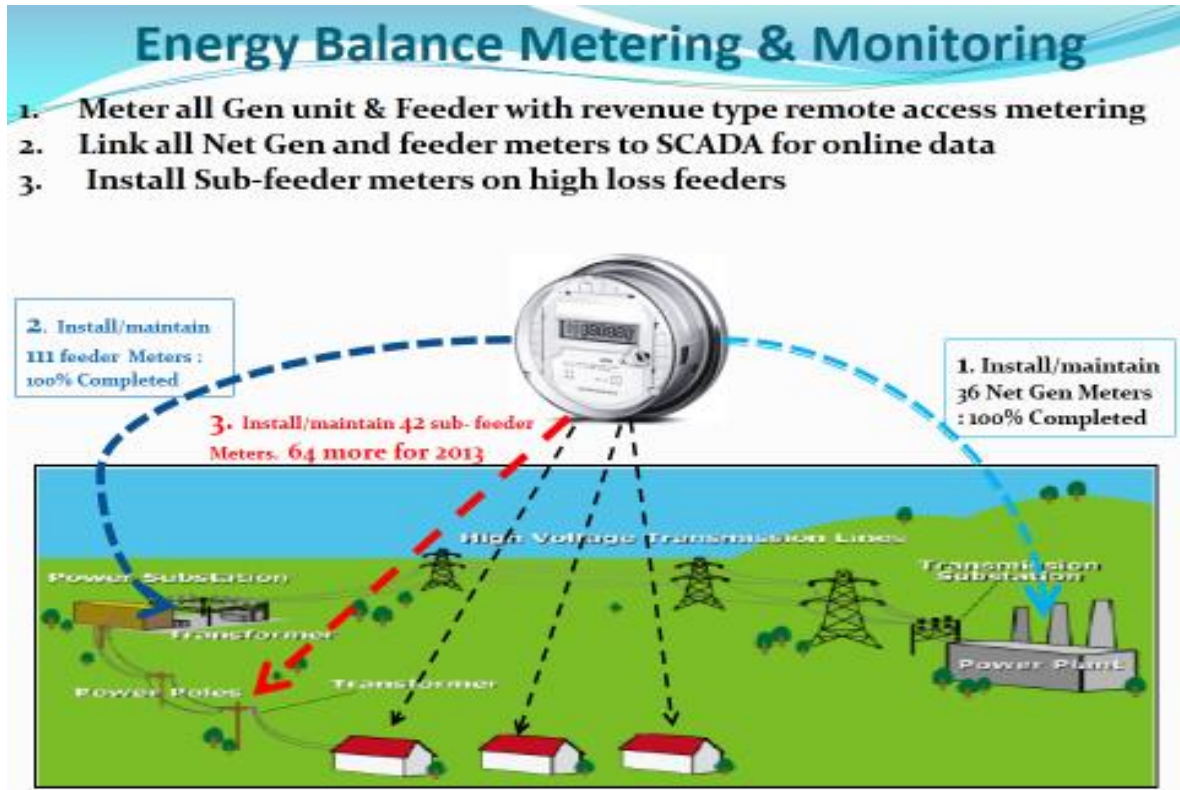 Energy Balance Metering & Monitoring
1. Meter all Gen unit & Feeder with revenue type remote access metering
2. Link all Net Gen and feeder meters to SCADA for online data
3. Install Sub-feeder meters on high loss feeders
2. Install/maintain
111 feeder Meters :
100% Completed
1. Install/maintain
36 Net Gen Meters
: 100% Completed
3. Install/maintain 42 sub- feeder
Meters. 64 more for 2013
High Voltage Transmission Lines
Power Substation
Transmission
Substation
Transformer
Power Plant
Power Poles
Transformer